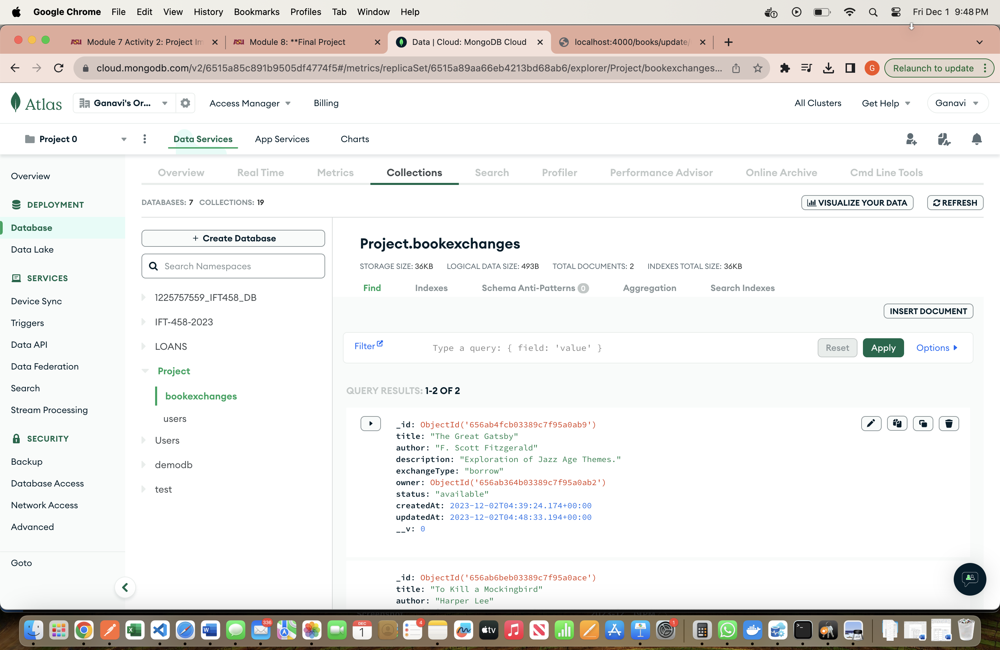 Google Chrome File Edit View History Bookmarks Profiles Tab Window Help Fri Dec 1 9:48 PM
ASU Module 7 Activity 2: Project Im ASU Module 8: **Final Project Data | Cloud: MongoDB Cloud localhost:4000/books/update/
cloud.mongodb.com/v2/6515a85c891b9505df4774f5#/metrics/replicaSet/6515a89aa66eb4213bd68ab6/explorer/Project/bookexchanges... G Relaunch to update
Atlas Ganavi's Or... Access Manager Billing All Clusters Get Help Ganavi
Project 0 Data Services App Services Charts
Overview
DEPLOYMENT
Database
Data Lake
SERVICES
Device Sync
Triggers
Data API
Data Federation
Search
Stream Processing
SECURITY
Backup
Database Access
Network Access
Advanced
Goto
Overview Real Time Metrics Collections Search Profiler Performance Advisor Online Archive Cmd Line Tools
DATABASES: 7 COLLECTIONS: 19 VISUALIZE YOUR DATA REFRESH
+ Create Database
Search Namespaces
1225757559_IFT458_DB
IFT-458-2023
LOANS
Project
bookexchanges
users
Users
demodb
test
Project.bookexchanges
STORAGE SIZE: 36KB LOGICAL DATA SIZE: 493B TOTAL DOCUMENTS: 2 INDEXES TOTAL SIZE: 36KB
Find Indexes Schema Anti-Patterns 0 Aggregation Search Indexes
INSERT DOCUMENT
Filter Type a query: { field: 'value' } Reset Apply Options
QUERY RESULTS: 1-2 OF 2
_id: ObjectId('656ab4fcb03389c7f95a0ab9')
title: "The Great Gatsby"
author: "F. Scott Fitzgerald"
description: "Exploration of Jazz Age Themes."
exchangeType: "borrow"
owner: ObjectId('656ab364b03389c7f95a0ab2')
status: "available"
createdAt: 2023-12-02T04:39:24.174+00:00
updatedAt: 2023-12-02T04:48:33.194+00:00
__v: 0
_id: ObjectId('656ab6beb03389c7f95a0ace')
title: "To Kill a Mockingbird"
author: "Harper Lee"
336 DEC 1 4 tv 1